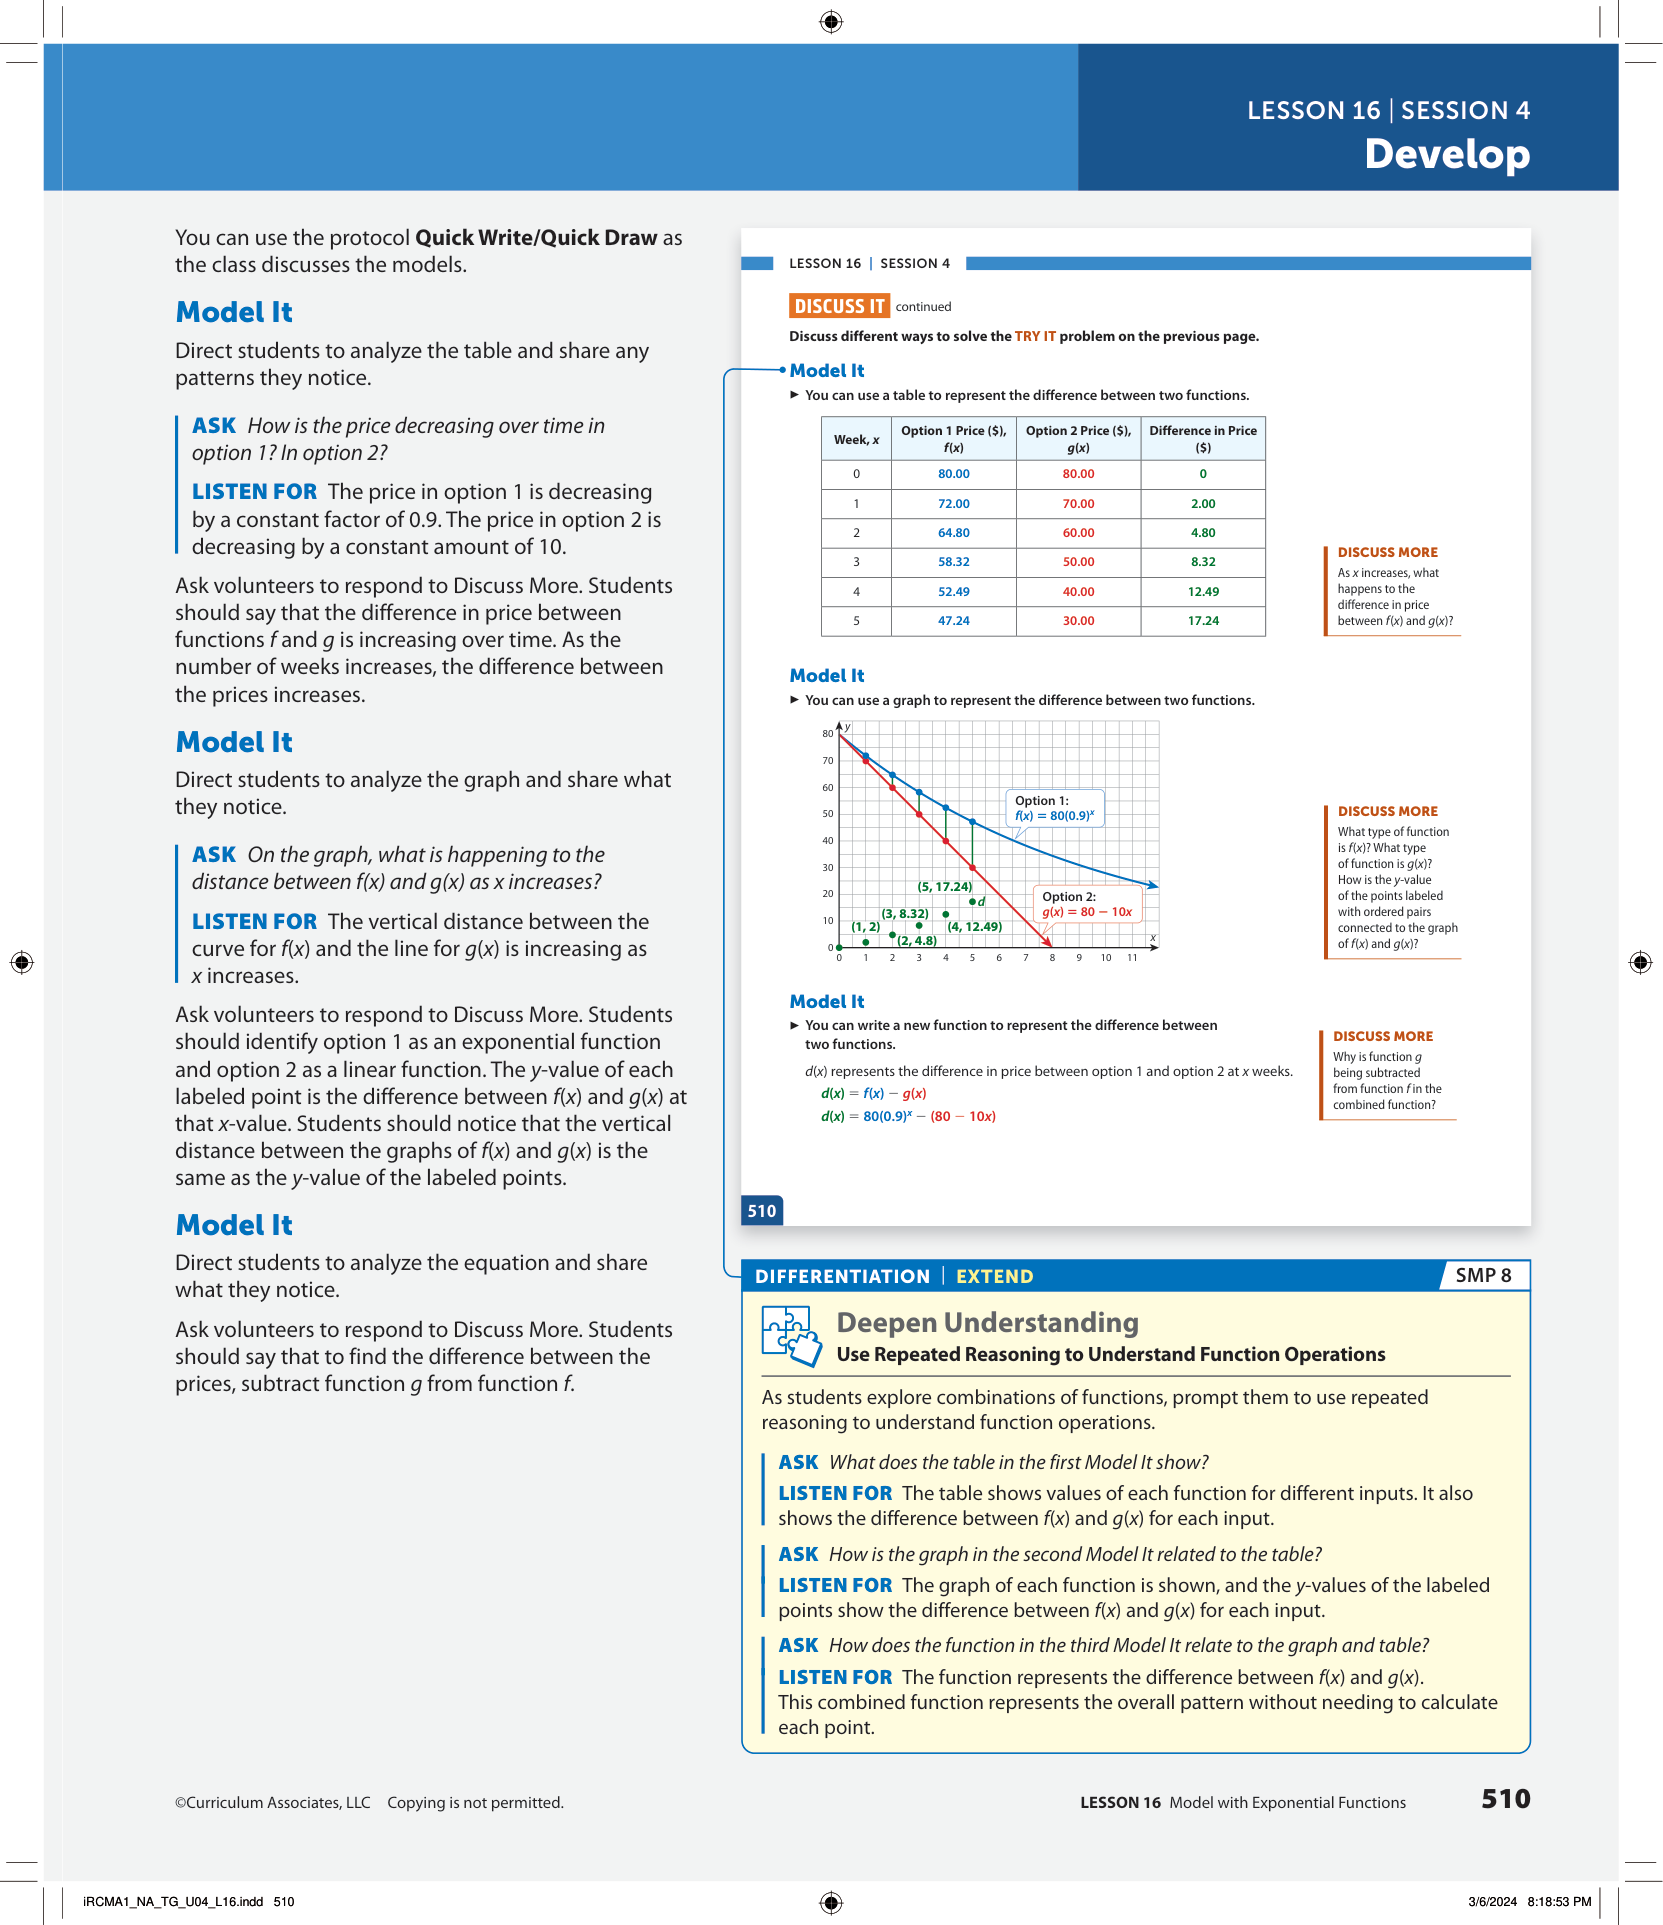 LESSON 16 | SESSION 4
Develop
You can use the protocol Quick Write/Quick Draw as
the class discusses the models.
Model It
Direct students to analyze the table and share any
patterns they notice.
ASK How is the price decreasing over time in
option 1? In option 2?
LISTEN FOR The price in option 1 is decreasing
by a constant factor of 0.9. The price in option 2 is
decreasing by a constant amount of 10.
Ask volunteers to respond to Discuss More. Students
should say that the difference in price between
functions f and g is increasing over time. As the
number of weeks increases, the difference between
the prices increases.
Model It
Direct students to analyze the graph and share what
they notice.
ASK On the graph, what is happening to the
distance between f(x) and g(x) as x increases?
LISTEN FOR The vertical distance between the
curve for f(x) and the line for g(x) is increasing as
x increases.
Ask volunteers to respond to Discuss More. Students
should identify option 1 as an exponential function
and option 2 as a linear function. The y-value of each
labeled point is the difference between f(x) and g(x) at
that x-value. Students should notice that the vertical
distance between the graphs of f(x) and g(x) is the
same as the y-value of the labeled points.
Model It
Direct students to analyze the equation and share
what they notice.
Ask volunteers to respond to Discuss More. Students
should say that to find the difference between the
prices, subtract function g from function f.
LESSON 16 | SESSION 4
DISCUSS IT continued
Discuss different ways to solve the TRY IT problem on the previous page.
Model It
► You can use a table to represent the difference between two functions.
Week, x | Option 1 Price ($), f(x) | Option 2 Price ($), g(x) | Difference in Price ($)
0 80.00 80.00 0
1 72.00 70.00 2.00
2 64.80 60.00 4.80
3 58.32 50.00 8.32
4 52.49 40.00 12.49
5 47.24 30.00 17.24
DISCUSS MORE
As x increases, what
happens to the
difference in price
between f(x) and g(x)?
Model It
► You can use a graph to represent the difference between two functions.
y
80
70
60
50
40
30
20
10
0
Option 1:
f(x) = 80(0.9)ˣ
Option 2:
g(x) = 80 − 10x
(5, 17.24)
d
(3, 8.32)
(1, 2)
(4, 12.49)
(2, 4.8)
x
0 1 2 3 4 5 6 7 8 9 10 11
DISCUSS MORE
What type of function
is f(x)? What type
of function is g(x)?
How is the y-value
of the points labeled
with ordered pairs
connected to the graph
of f(x) and g(x)?
Model It
► You can write a new function to represent the difference between
two functions.
d(x) represents the difference in price between option 1 and option 2 at x weeks.
d(x) = f(x) − g(x)
d(x) = 80(0.9)ˣ − (80 − 10x)
DISCUSS MORE
Why is function g
being subtracted
from function f in the
combined function?
510
DIFFERENTIATION | EXTEND
SMP 8
Deepen Understanding
Use Repeated Reasoning to Understand Function Operations
As students explore combinations of functions, prompt them to use repeated
reasoning to understand function operations.
ASK What does the table in the first Model It show?
LISTEN FOR The table shows values of each function for different inputs. It also
shows the difference between f(x) and g(x) for each input.
ASK How is the graph in the second Model It related to the table?
LISTEN FOR The graph of each function is shown, and the y-values of the labeled
points show the difference between f(x) and g(x) for each input.
ASK How does the function in the third Model It relate to the graph and table?
LISTEN FOR The function represents the difference between f(x) and g(x).
This combined function represents the overall pattern without needing to calculate
each point.
©Curriculum Associates, LLC Copying is not permitted.
LESSON 16 Model with Exponential Functions 510
iRCMA1_NA_TG_U04_L16.indd 510
3/6/2024 8:18:53 PM